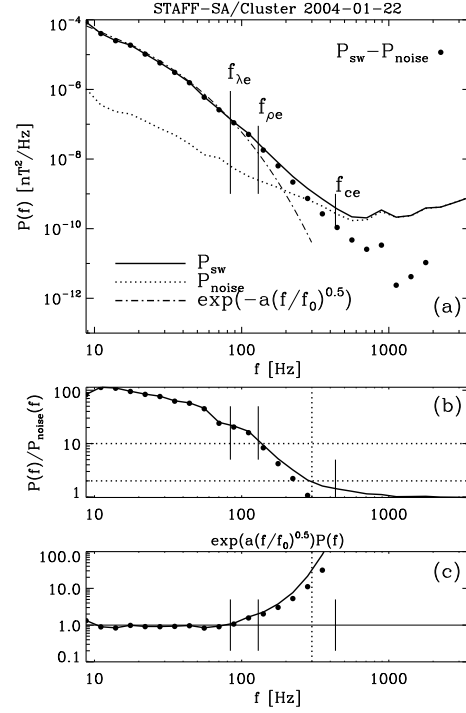 STAFF-SA/Cluster 2004-01-22
P(f) [nT²/Hz]
10⁻⁴
10⁻⁶
10⁻⁸
10⁻¹⁰
10⁻¹²
P_sw−P_noise
f_λe
f_ρe
f_ce
P_sw
P_noise
exp(−a(f/f₀)^0.5)
(a)
10 100 1000
f [Hz]
P(f)/P_noise(f)
100
10
1
(b)
10 100 1000
exp(a(f/f₀)^0.5)P(f)
100.0
10.0
1.0
0.1
(c)
10 100 1000
f [Hz]